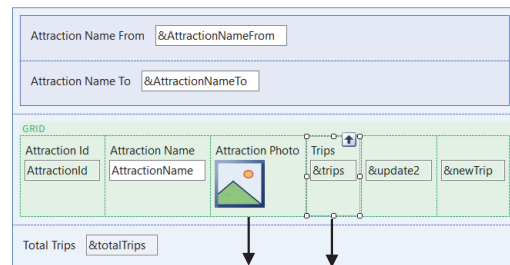 Attraction Name From &AttractionNameFrom
Attraction Name To &AttractionNameTo
GRID
Attraction Id Attraction Name Attraction Photo Trips
AttractionId AttractionName &trips &update2 &newTrip
Total Trips &totalTrips